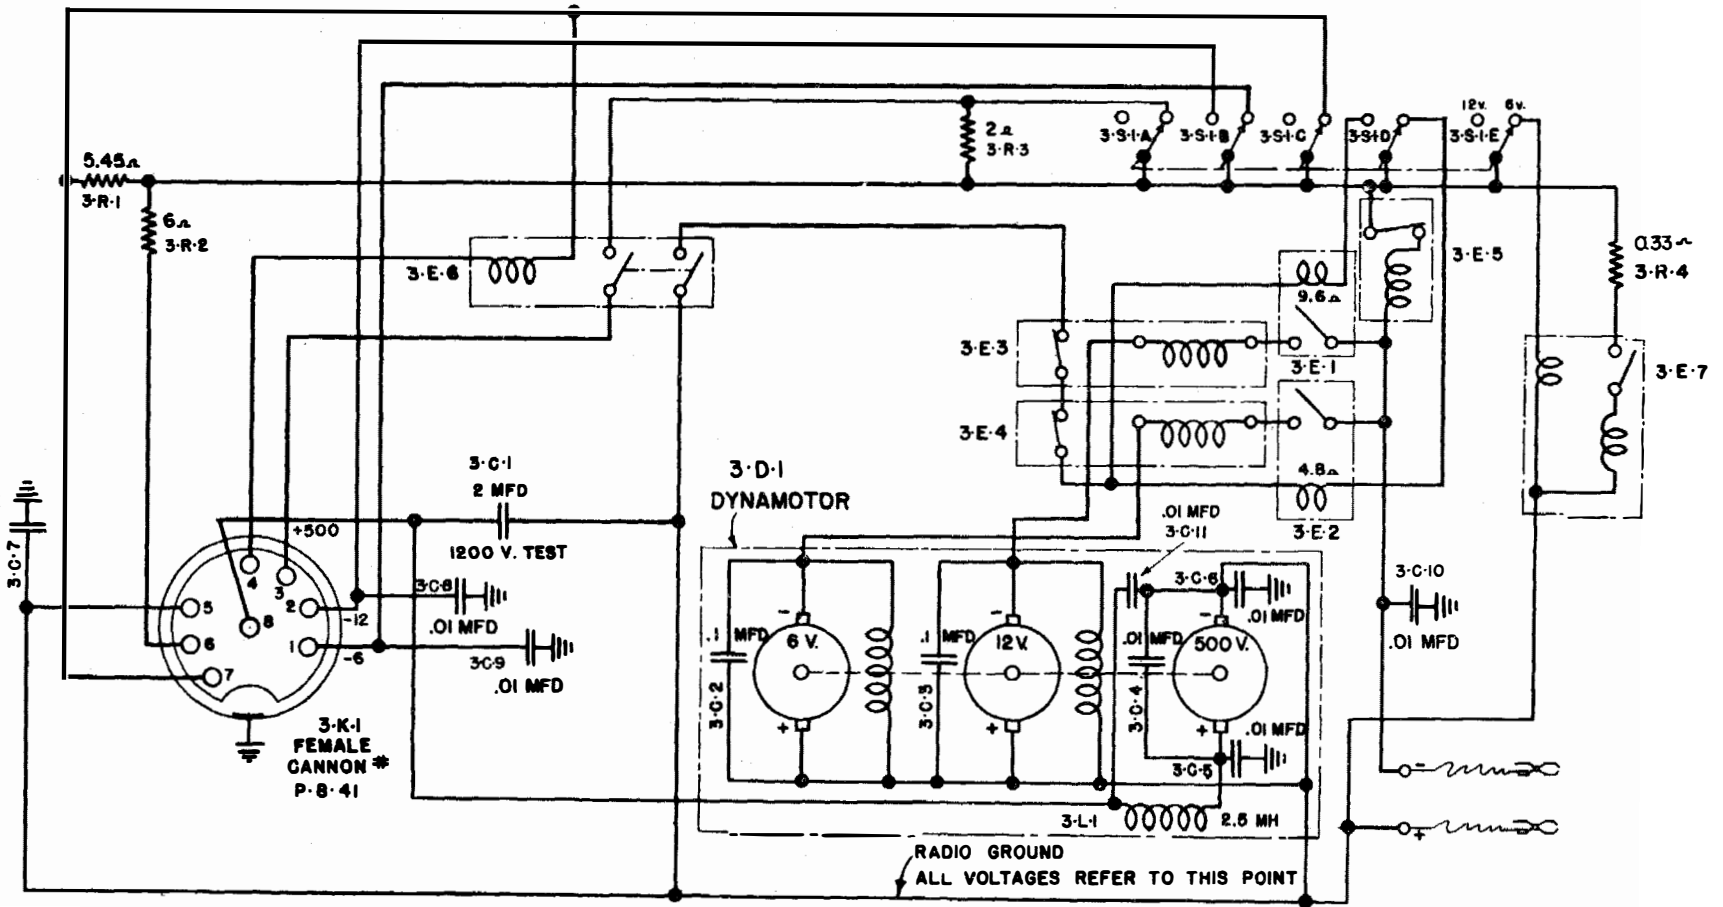 12v. 6v.
3·S·1·A
3·S·1·B
3·S·1·C
3·S1·D
3·S·1·E
2Ω
3·R·3
5.45Ω
3·R·1
6Ω
3·R·2
3·E·6
3·E·5
0.33Ω
3·R·4
9.6Ω
3·E·1
3·E·3
3·E·4
3·E·7
4.8Ω
3·E·2
3·C·1
2 MFD
1200 V. TEST
3·D·1
DYNAMOTOR
.01 MFD
3·C·11
+500
3·C·7
4
3
5
2
8
6
1
7
-12
-6
3·C·8
.01 MFD
3·C·9
.01 MFD
3·K·1
FEMALE
CANNON #
P·8·41
3·C·6
.01 MFD
3·C·10
.01 MFD
.1 MFD
3·C·2
- 6 V. +
.1 MFD
3·C·3
- 12 V. +
.01 MFD
3·C·4
- 500 V. +
.01 MFD
3·C·5
3·L·1
2.5 MH
-
+
RADIO GROUND
ALL VOLTAGES REFER TO THIS POINT